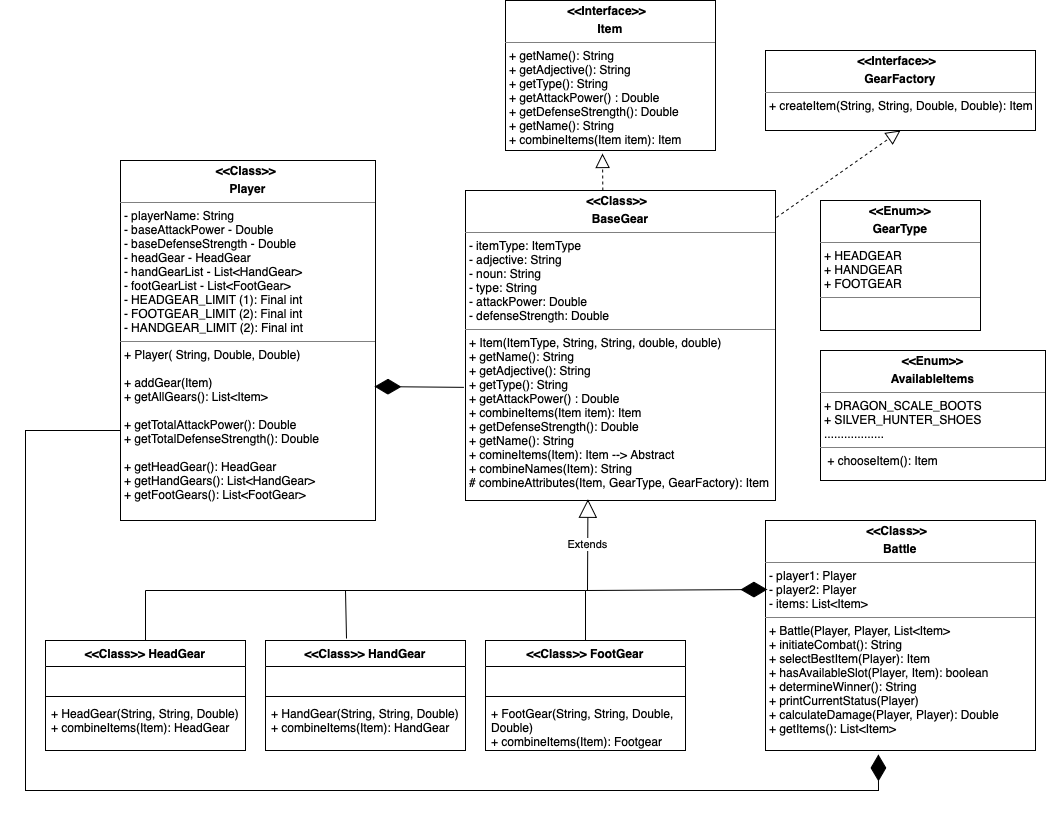 <<Interface>>
Item
+ getName(): String
+ getAdjective(): String
+ getType(): String
+ getAttackPower() : Double
+ getDefenseStrength(): Double
+ getName(): String
+ combineItems(Item item): Item
<<Interface>>
GearFactory
+ createItem(String, String, Double, Double): Item
<<Class>>
Player
- playerName: String
- baseAttackPower - Double
- baseDefenseStrength - Double
- headGear - HeadGear
- handGearList - List<HandGear>
- footGearList - List<FootGear>
- HEADGEAR_LIMIT (1): Final int
- FOOTGEAR_LIMIT (2): Final int
- HANDGEAR_LIMIT (2): Final int
+ Player( String, Double, Double)
+ addGear(Item)
+ getAllGears(): List<Item>
+ getTotalAttackPower(): Double
+ getTotalDefenseStrength(): Double
+ getHeadGear(): HeadGear
+ getHandGears(): List<HandGear>
+ getFootGears(): List<FootGear>
<<Class>>
BaseGear
- itemType: ItemType
- adjective: String
- noun: String
- type: String
- attackPower: Double
- defenseStrength: Double
+ Item(ItemType, String, String, double, double)
+ getName(): String
+ getAdjective(): String
+ getType(): String
+ getAttackPower() : Double
+ combineItems(Item item): Item
+ getDefenseStrength(): Double
+ getName(): String
+ comineItems(Item): Item --> Abstract
+ combineNames(Item): String
# combineAttributes(Item, GearType, GearFactory): Item
<<Enum>>
GearType
+ HEADGEAR
+ HANDGEAR
+ FOOTGEAR
<<Enum>>
AvailableItems
+ DRAGON_SCALE_BOOTS
+ SILVER_HUNTER_SHOES
..................
+ chooseItem(): Item
Extends
<<Class>>
Battle
- player1: Player
- player2: Player
- items: List<Item>
+ Battle(Player, Player, List<Item>
+ initiateCombat(): String
+ selectBestItem(Player): Item
+ hasAvailableSlot(Player, Item): boolean
+ determineWinner(): String
+ printCurrentStatus(Player)
+ calculateDamage(Player, Player): Double
+ getItems(): List<Item>
<<Class>> HeadGear
+ HeadGear(String, String, Double)
+ combineItems(Item): HeadGear
<<Class>> HandGear
+ HandGear(String, String, Double)
+ combineItems(Item): HandGear
<<Class>> FootGear
+ FootGear(String, String, Double,
Double)
+ combineItems(Item): Footgear